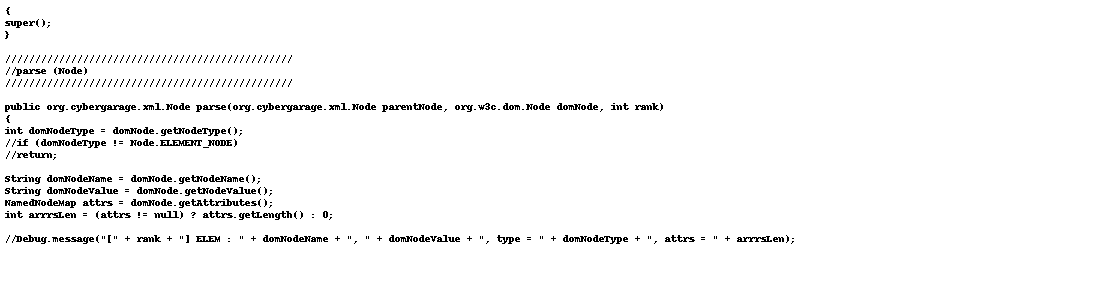 {
super();
}
////////////////////////////////////////////////
//parse (Node)
////////////////////////////////////////////////
public org.cybergarage.xml.Node parse(org.cybergarage.xml.Node parentNode, org.w3c.dom.Node domNode, int rank)
{
int domNodeType = domNode.getNodeType();
//if (domNodeType != Node.ELEMENT_NODE)
//return;
String domNodeName = domNode.getNodeName();
String domNodeValue = domNode.getNodeValue();
NamedNodeMap attrs = domNode.getAttributes();
int arrrsLen = (attrs != null) ? attrs.getLength() : 0;
//Debug.message("[" + rank + "] ELEM : " + domNodeName + ", " + domNodeValue + ", type = " + domNodeType + ", attrs = " + arrrsLen);